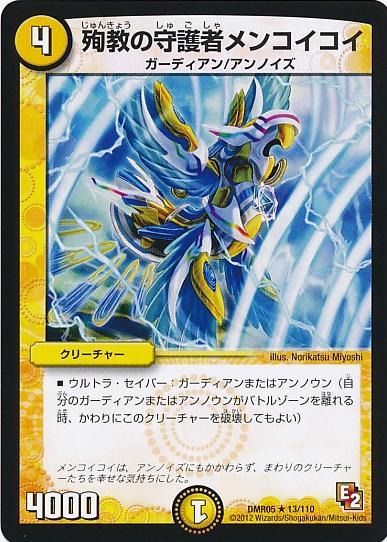 4
じゅんきょう しゅごしゃ
殉教の守護者メンコイコイ
ガーディアン/アンノイズ
クリーチャー
illus. Norikatsu Miyoshi
■ ウルトラ・セイバー：ガーディアンまたはアンノウン（自
分のガーディアンまたはアンノウンがバトルゾーンを離れる
時、かわりにこのクリーチャーを破壊してもよい）
メンコイコイは、アンノイズにもかかわらず、まわりのクリーチャ
ーたちを幸せな気持ちにした。
4000
1
E2
DMR05 ★ 13/110
©2012 Wizards/Shogakukan/Mitsui-Kids